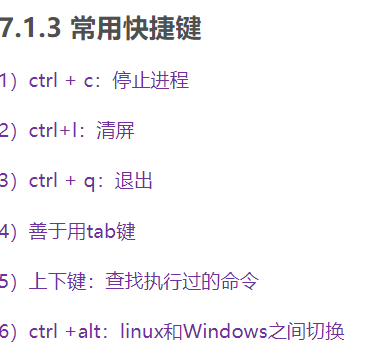 7.1.3 常用快捷键
1）ctrl + c：停止进程
2）ctrl+l：清屏
3）ctrl + q：退出
4）善于用tab键
5）上下键：查找执行过的命令
6）ctrl +alt：linux和Windows之间切换